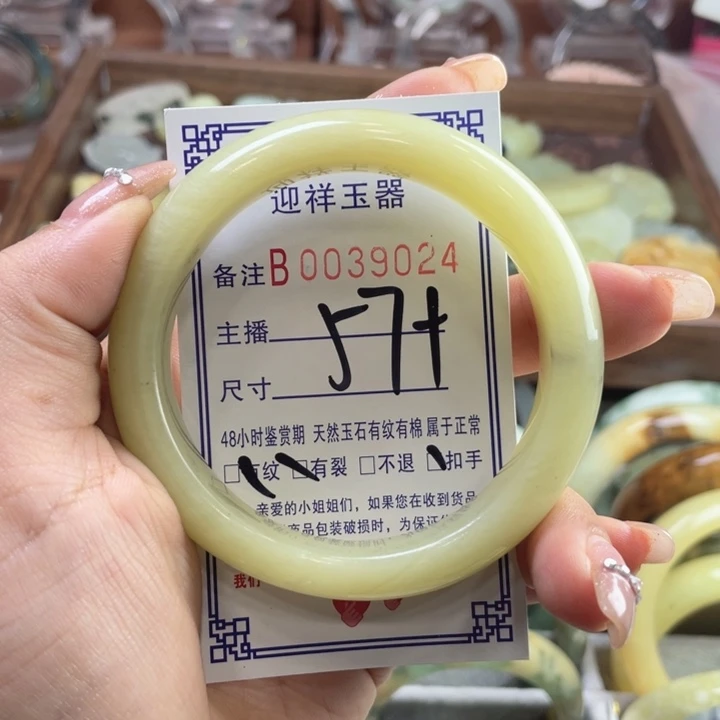 迎祥玉器
备注B 0039024
主播
尺寸 57+
48小时鉴赏期 天然玉石有纹有棉 属于正常
□有纹 □有裂 □不退 □扣手
亲爱的小姐姐们，如果您在收到货品
商品包装破损时，为保证
我们